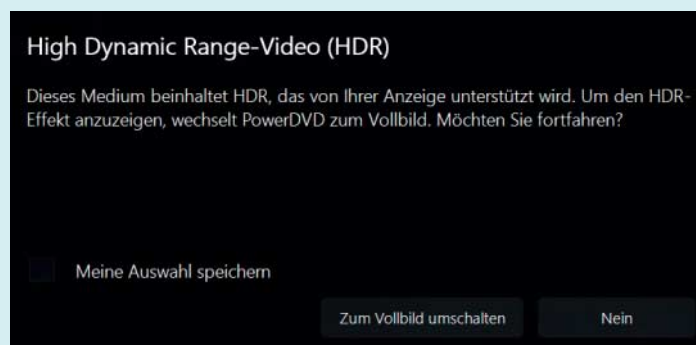 High Dynamic Range-Video (HDR)
Dieses Medium beinhaltet HDR, das von Ihrer Anzeige unterstützt wird. Um den HDR-
Effekt anzuzeigen, wechselt PowerDVD zum Vollbild. Möchten Sie fortfahren?
Meine Auswahl speichern
Zum Vollbild umschalten Nein